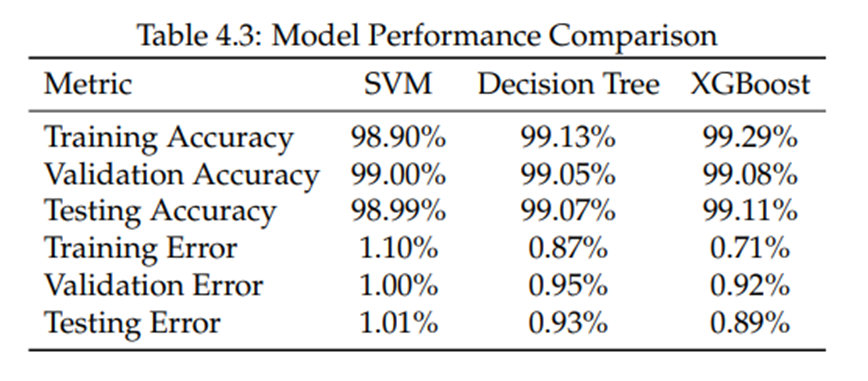 Table 4.3: Model Performance Comparison
Metric SVM Decision Tree XGBoost
Training Accuracy 98.90% 99.13% 99.29%
Validation Accuracy 99.00% 99.05% 99.08%
Testing Accuracy 98.99% 99.07% 99.11%
Training Error 1.10% 0.87% 0.71%
Validation Error 1.00% 0.95% 0.92%
Testing Error 1.01% 0.93% 0.89%